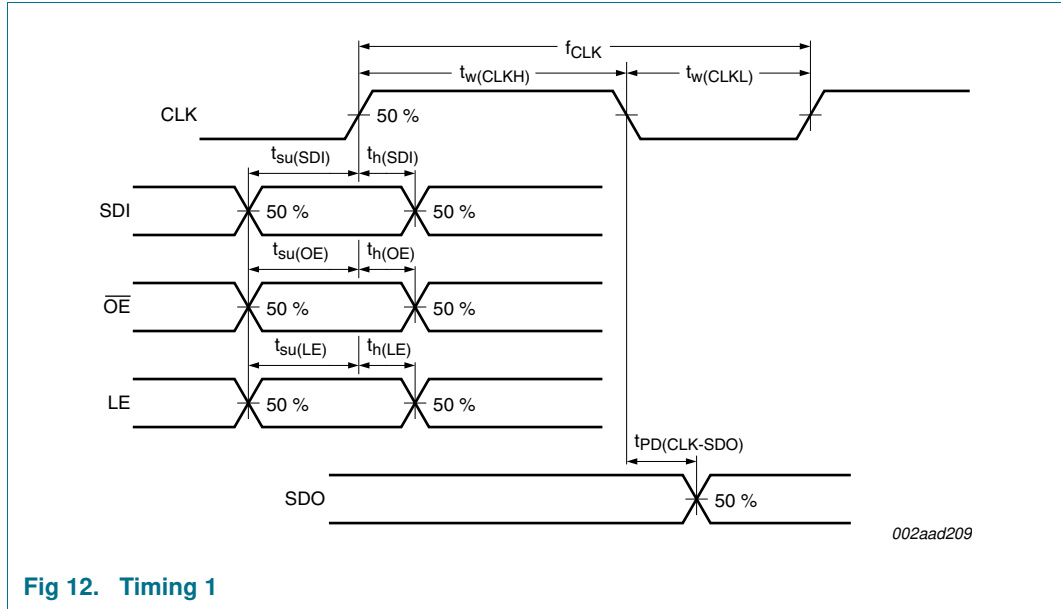 fCLK
tw(CLKH) tw(CLKL)
CLK 50 %
tsu(SDI) th(SDI)
SDI 50 % 50 %
tsu(OE) th(OE)
OE 50 % 50 %
tsu(LE) th(LE)
LE 50 % 50 %
tPD(CLK-SDO)
SDO 50 %
002aad209
Fig 12. Timing 1